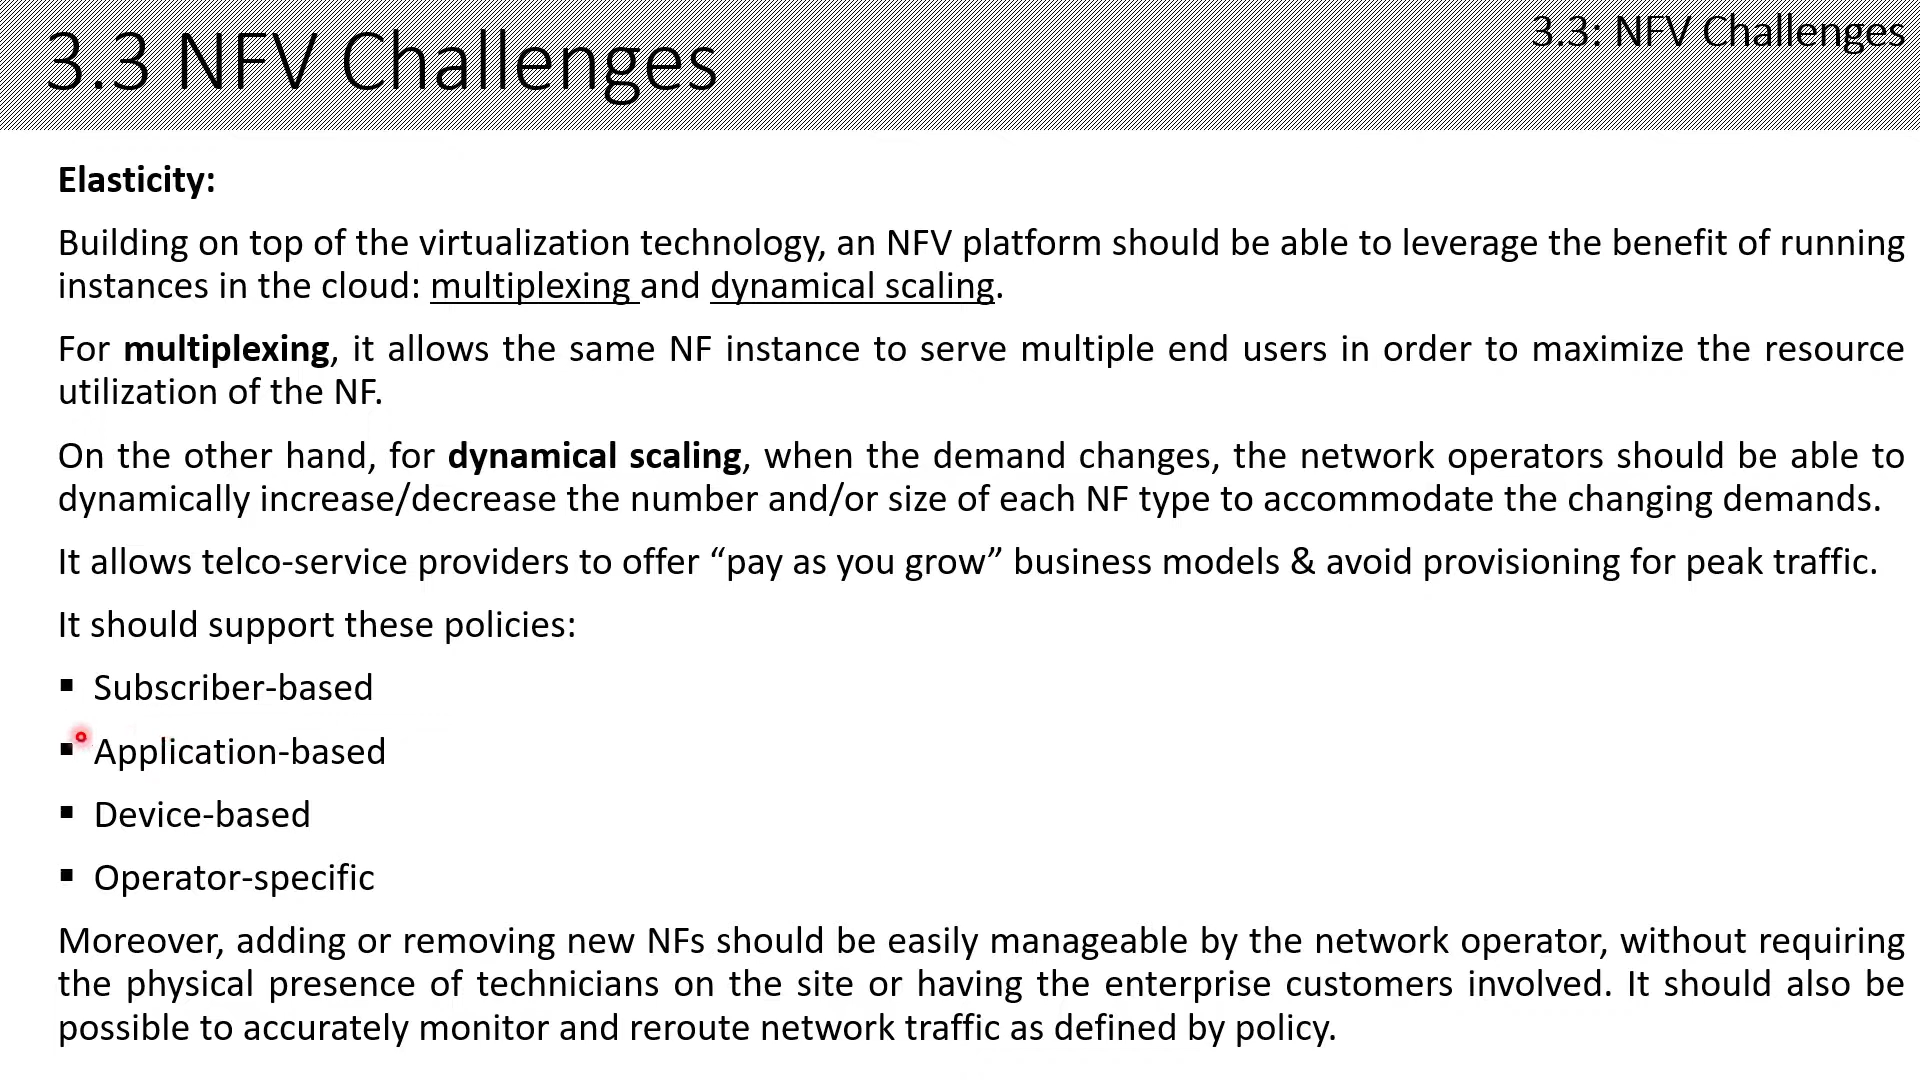 3.3 NFV Challenges
3.3: NFV Challenges
Elasticity:
Building on top of the virtualization technology, an NFV platform should be able to leverage the benefit of running
instances in the cloud: multiplexing and dynamical scaling.
For multiplexing, it allows the same NF instance to serve multiple end users in order to maximize the resource
utilization of the NF.
On the other hand, for dynamical scaling, when the demand changes, the network operators should be able to
dynamically increase/decrease the number and/or size of each NF type to accommodate the changing demands.
It allows telco-service providers to offer “pay as you grow” business models & avoid provisioning for peak traffic.
It should support these policies:
▪ Subscriber-based
▪ Application-based
▪ Device-based
▪ Operator-specific
Moreover, adding or removing new NFs should be easily manageable by the network operator, without requiring
the physical presence of technicians on the site or having the enterprise customers involved. It should also be
possible to accurately monitor and reroute network traffic as defined by policy.